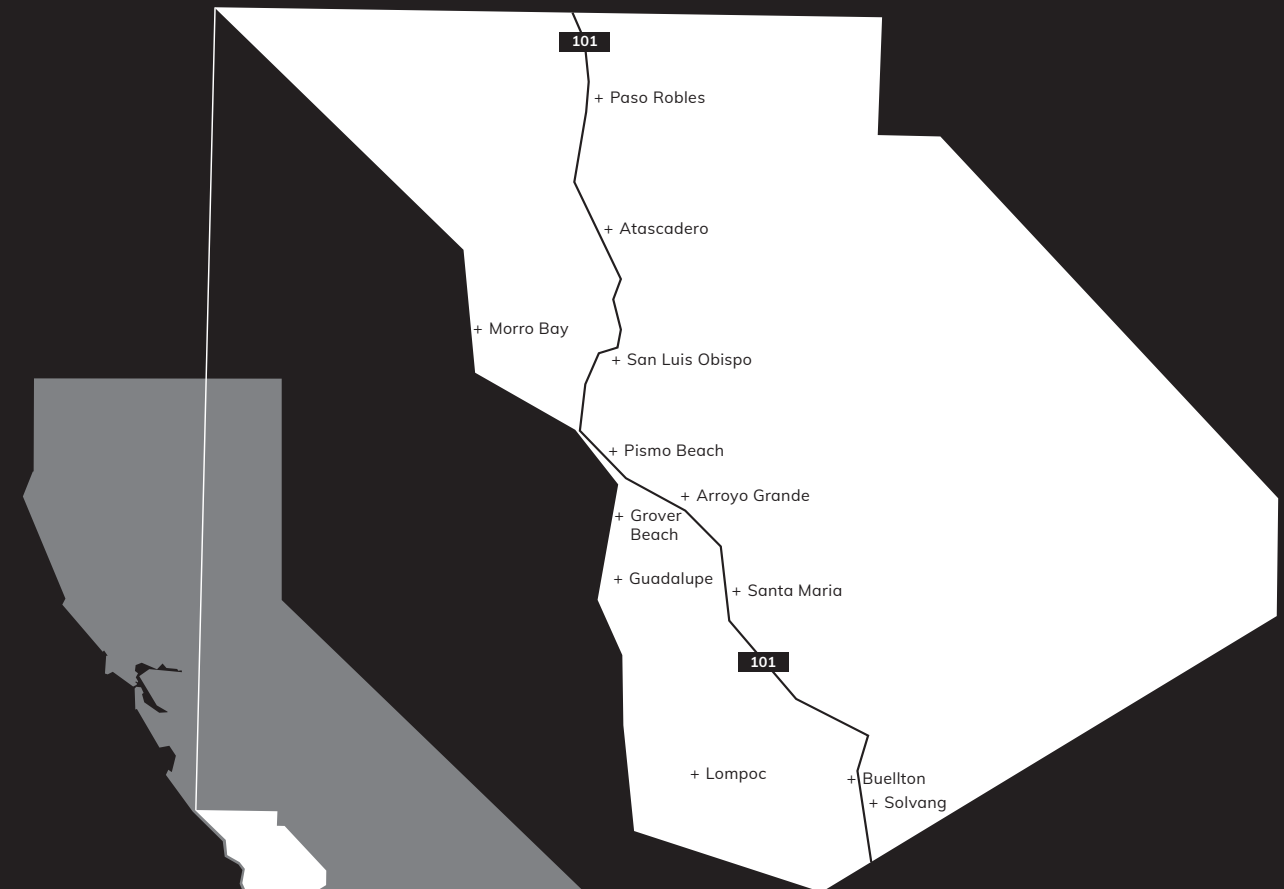 101
+ Paso Robles
+ Atascadero
+ Morro Bay
+ San Luis Obispo
+ Pismo Beach
+ Arroyo Grande
+ Grover
Beach
+ Guadalupe
+ Santa Maria
101
+ Lompoc
+ Buellton
+ Solvang